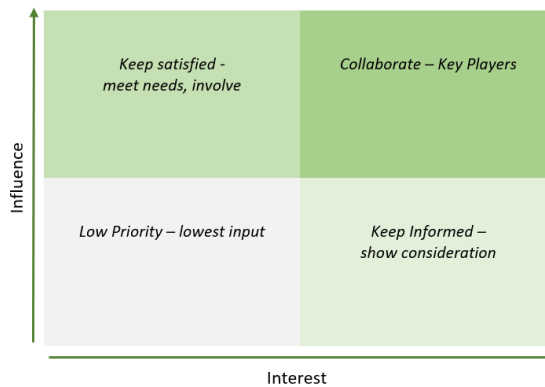 Keep satisfied -
meet needs, involve
Collaborate – Key Players
Influence
Low Priority – lowest input
Keep Informed –
show consideration
Interest